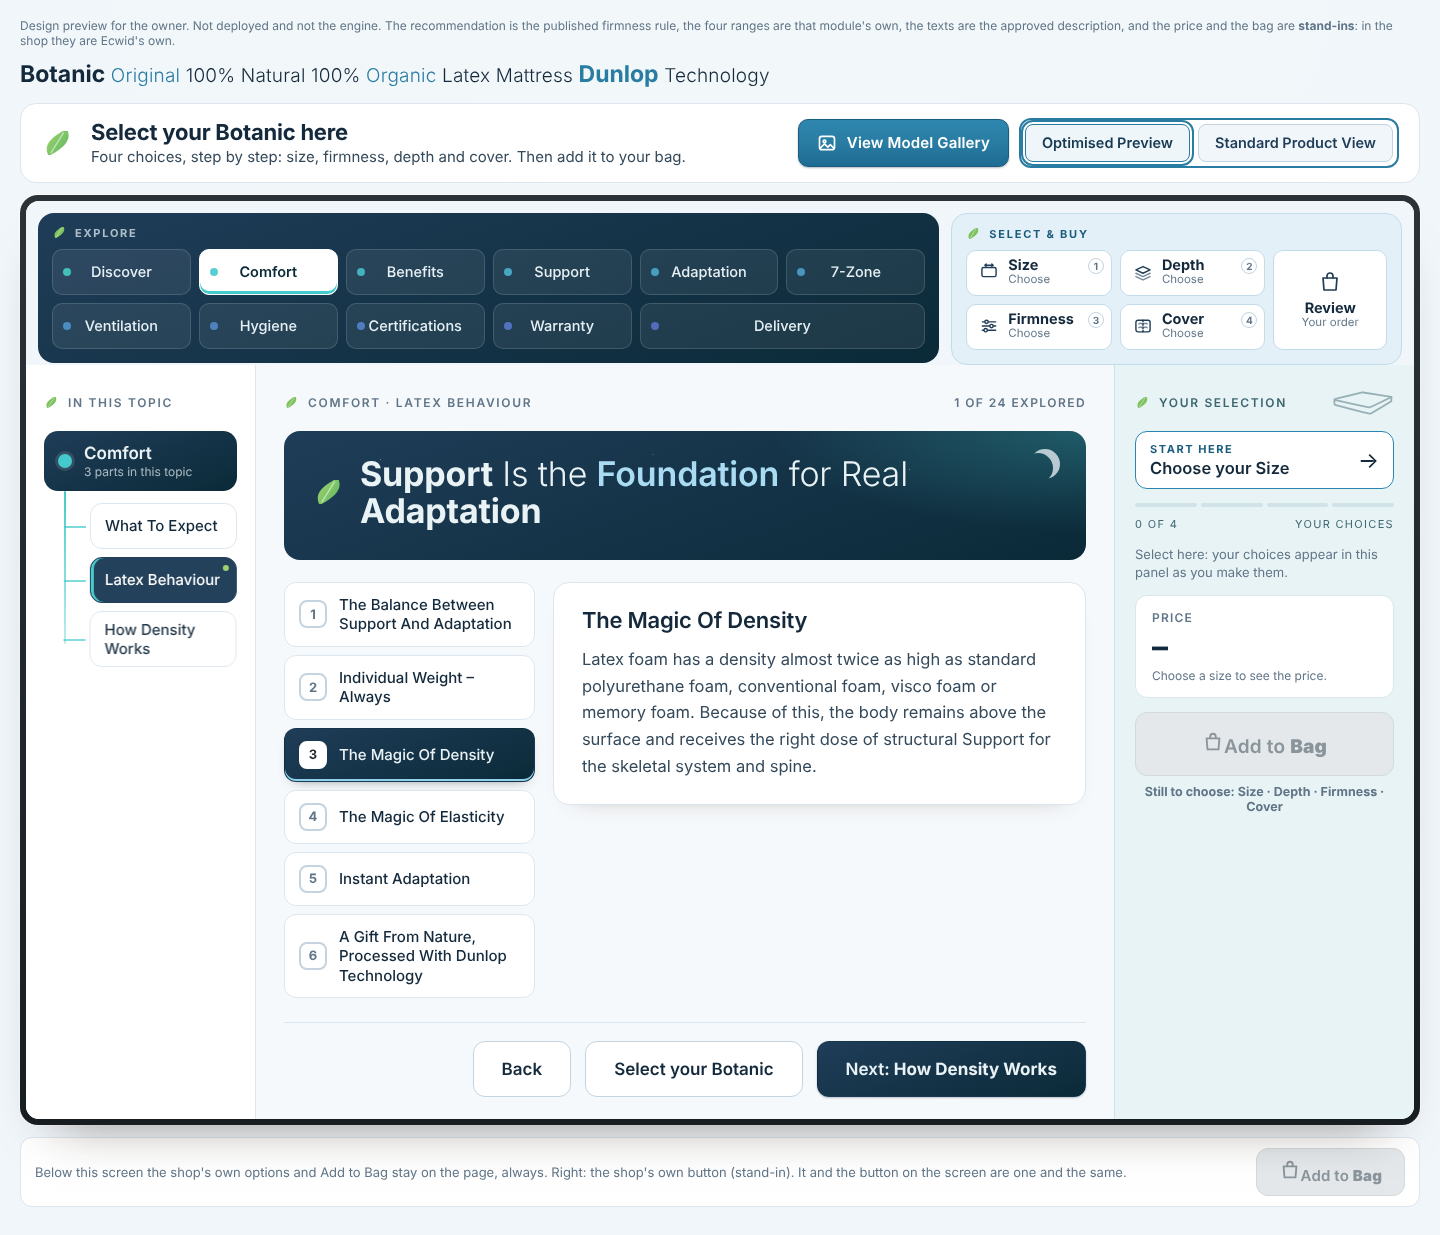 Design preview for the owner. Not deployed and not the engine. The recommendation is the published firmness rule, the four ranges are that module's own, the texts are the approved description, and the price and the bag are stand-ins: in the
shop they are Ecwid's own.
Botanic Original 100% Natural 100% Organic Latex Mattress Dunlop Technology
Select your Botanic here
Four choices, step by step: size, firmness, depth and cover. Then add it to your bag.
View Model Gallery
Optimised Preview
Standard Product View
EXPLORE
Discover
Comfort
Benefits
Support
Adaptation
7-Zone
Ventilation
Hygiene
Certifications
Warranty
Delivery
SELECT & BUY
Size
Choose
1
Depth
Choose
2
Firmness
Choose
3
Cover
Choose
4
Review
Your order
IN THIS TOPIC
Comfort
3 parts in this topic
What To Expect
Latex Behaviour
How Density
Works
COMFORT · LATEX BEHAVIOUR
1 OF 24 EXPLORED
Support Is the Foundation for Real
Adaptation
1
The Balance Between
Support And Adaptation
2
Individual Weight –
Always
3
The Magic Of Density
4
The Magic Of Elasticity
5
Instant Adaptation
6
A Gift From Nature,
Processed With Dunlop
Technology
The Magic Of Density
Latex foam has a density almost twice as high as standard
polyurethane foam, conventional foam, visco foam or
memory foam. Because of this, the body remains above the
surface and receives the right dose of structural Support for
the skeletal system and spine.
Back
Select your Botanic
Next: How Density Works
YOUR SELECTION
START HERE
Choose your Size
0 OF 4
YOUR CHOICES
Select here: your choices appear in this
panel as you make them.
PRICE
–
Choose a size to see the price.
Add to Bag
Still to choose: Size · Depth · Firmness ·
Cover
Below this screen the shop's own options and Add to Bag stay on the page, always. Right: the shop's own button (stand-in). It and the button on the screen are one and the same.
Add to Bag